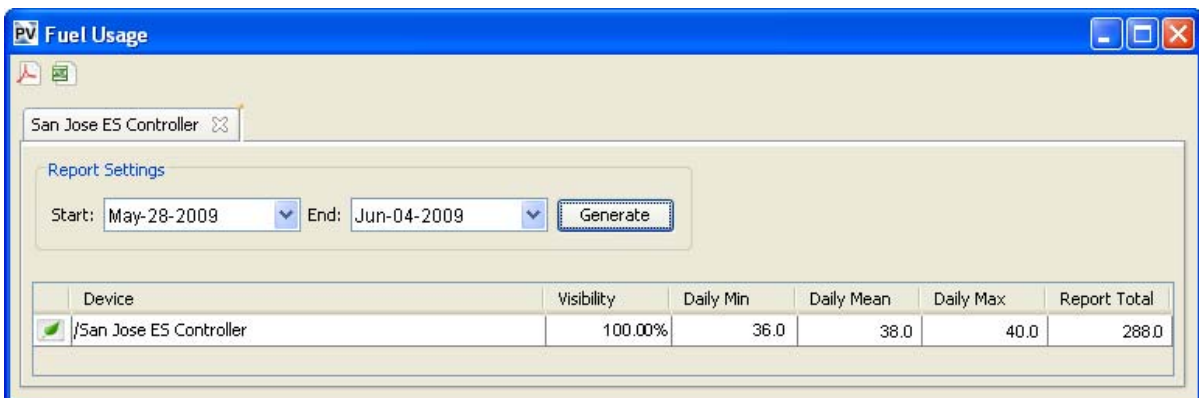 PV Fuel Usage
San Jose ES Controller
Report Settings
Start: May-28-2009 End: Jun-04-2009 Generate
Device Visibility Daily Min Daily Mean Daily Max Report Total
/San Jose ES Controller 100.00% 36.0 38.0 40.0 288.0